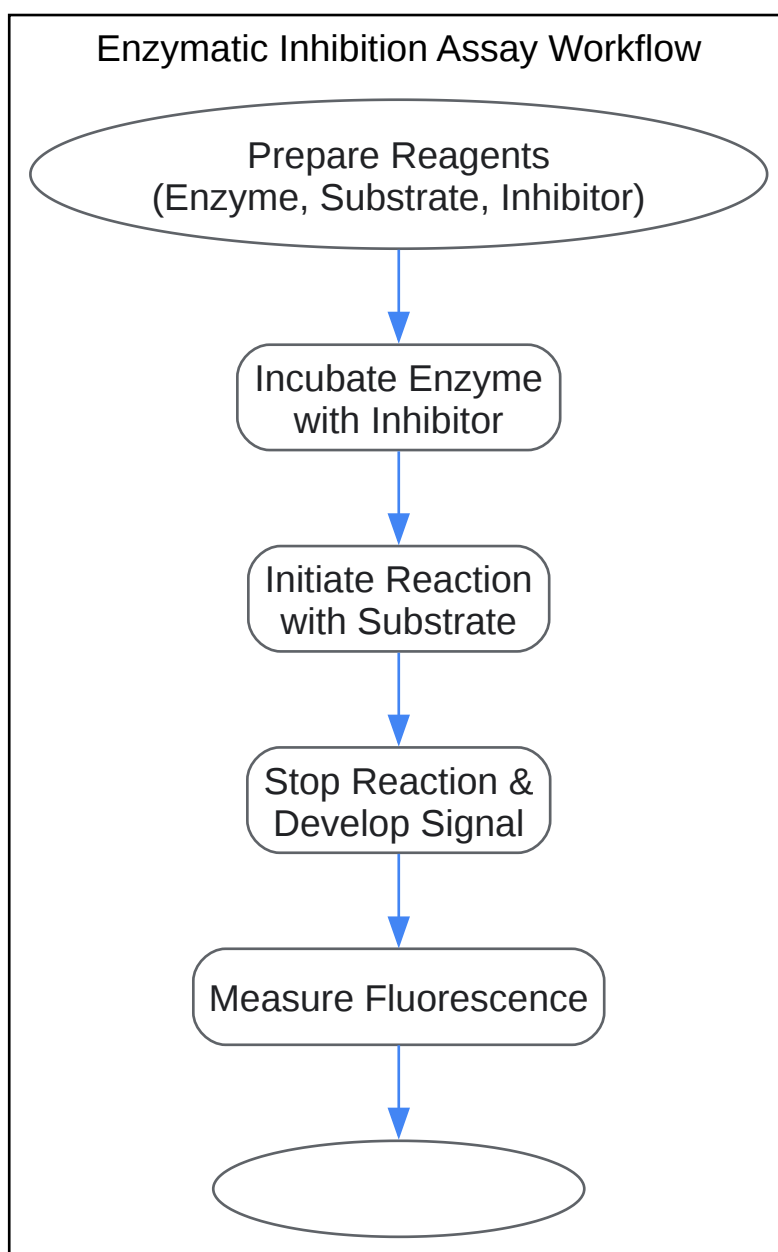 Enzymatic Inhibition Assay Workflow
Prepare Reagents
(Enzyme, Substrate, Inhibitor)
Incubate Enzyme
with Inhibitor
Initiate Reaction
with Substrate
Stop Reaction &
Develop Signal
Measure Fluorescence